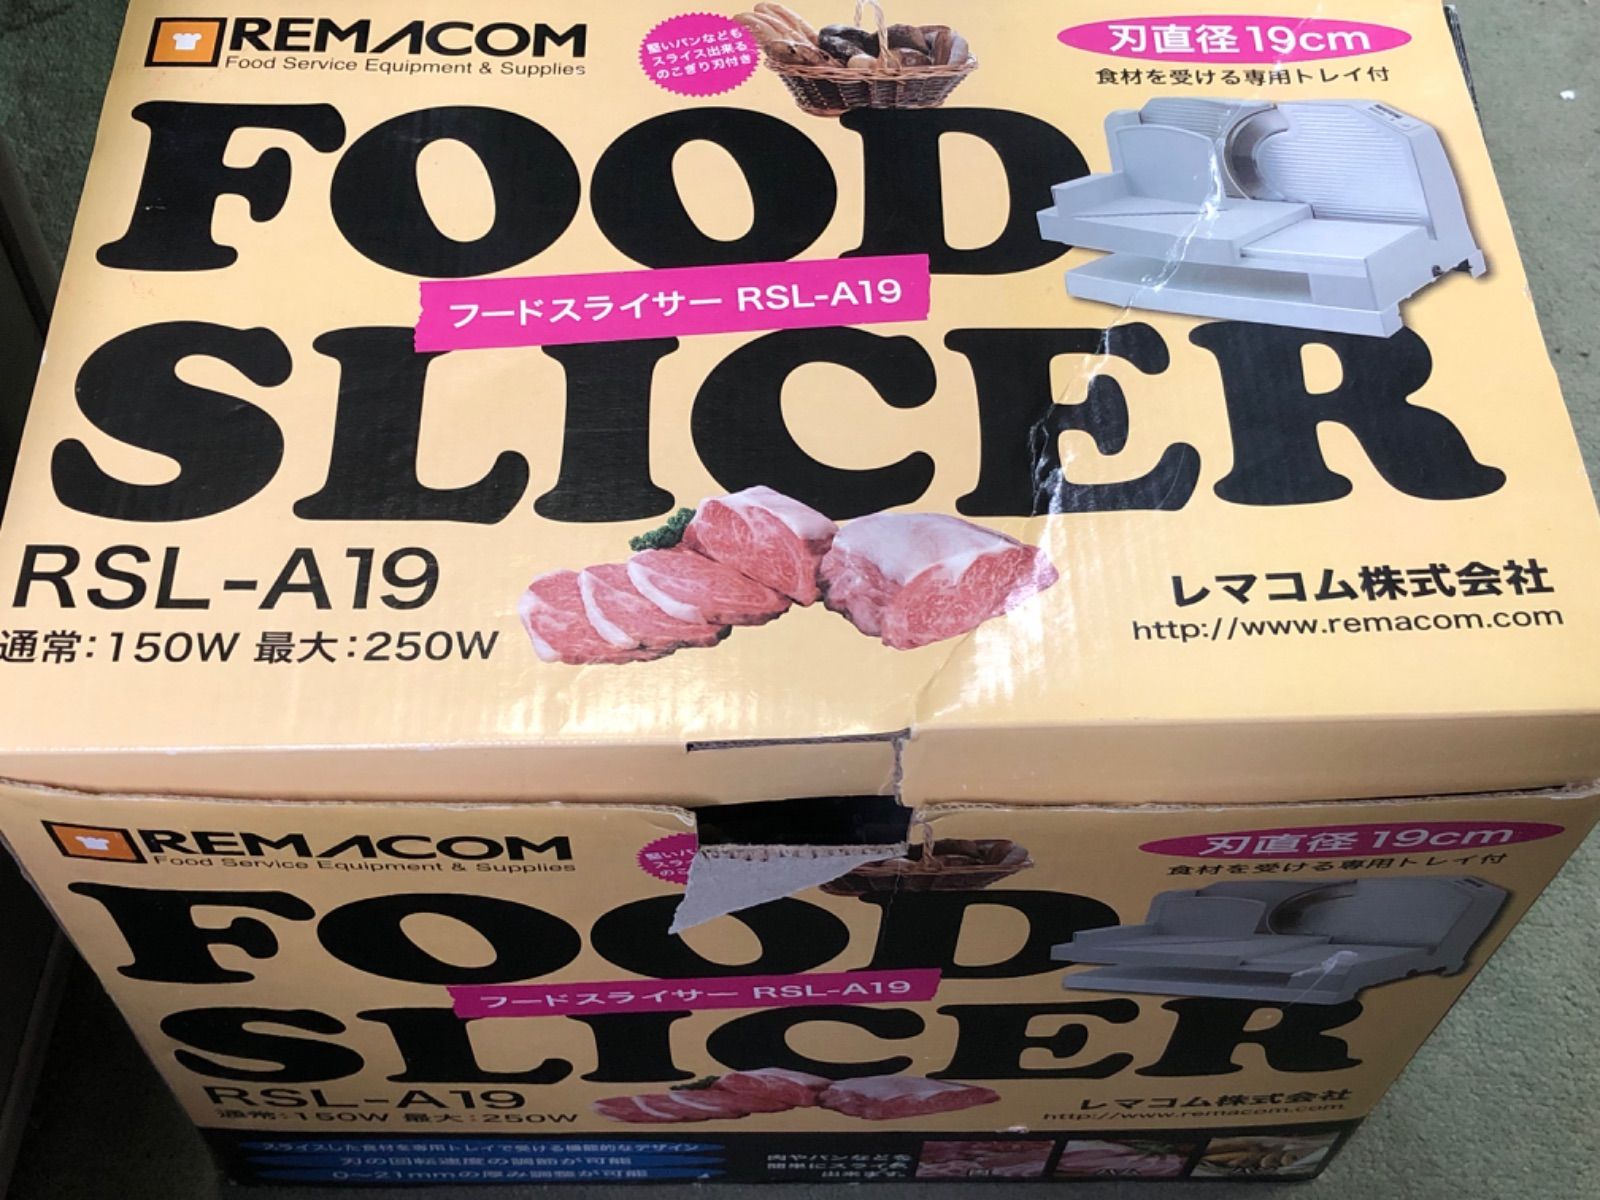 REMACOM
Food Service Equipment & Supplies
堅いパンなども
スライス出来る
のこぎり刃付き
刃直径19cm
食材を受ける専用トレイ付
FOOD
フードスライサー RSL-A19
SLICER
RSL-A19
通常:150W 最大:250W
レマコム株式会社
http://www.remacom.com
REMACOM
Food Service Equipment & Supplies
堅いパ
スラ
のこ
刃直径19cm
食材を受ける専用トレイ付
FOOD
フードスライサー RSL-A19
SLICER
RSL-A19
通常:150W 最大:250W
レマコム株式会社
http://www.remacom.com
スライスした食材を専用トレイで受ける機能的なデザイン
刃の回転速度の調節が可能
0~21mmの厚み調整が可能
肉やパンなどを
簡単にスライス
出来ます